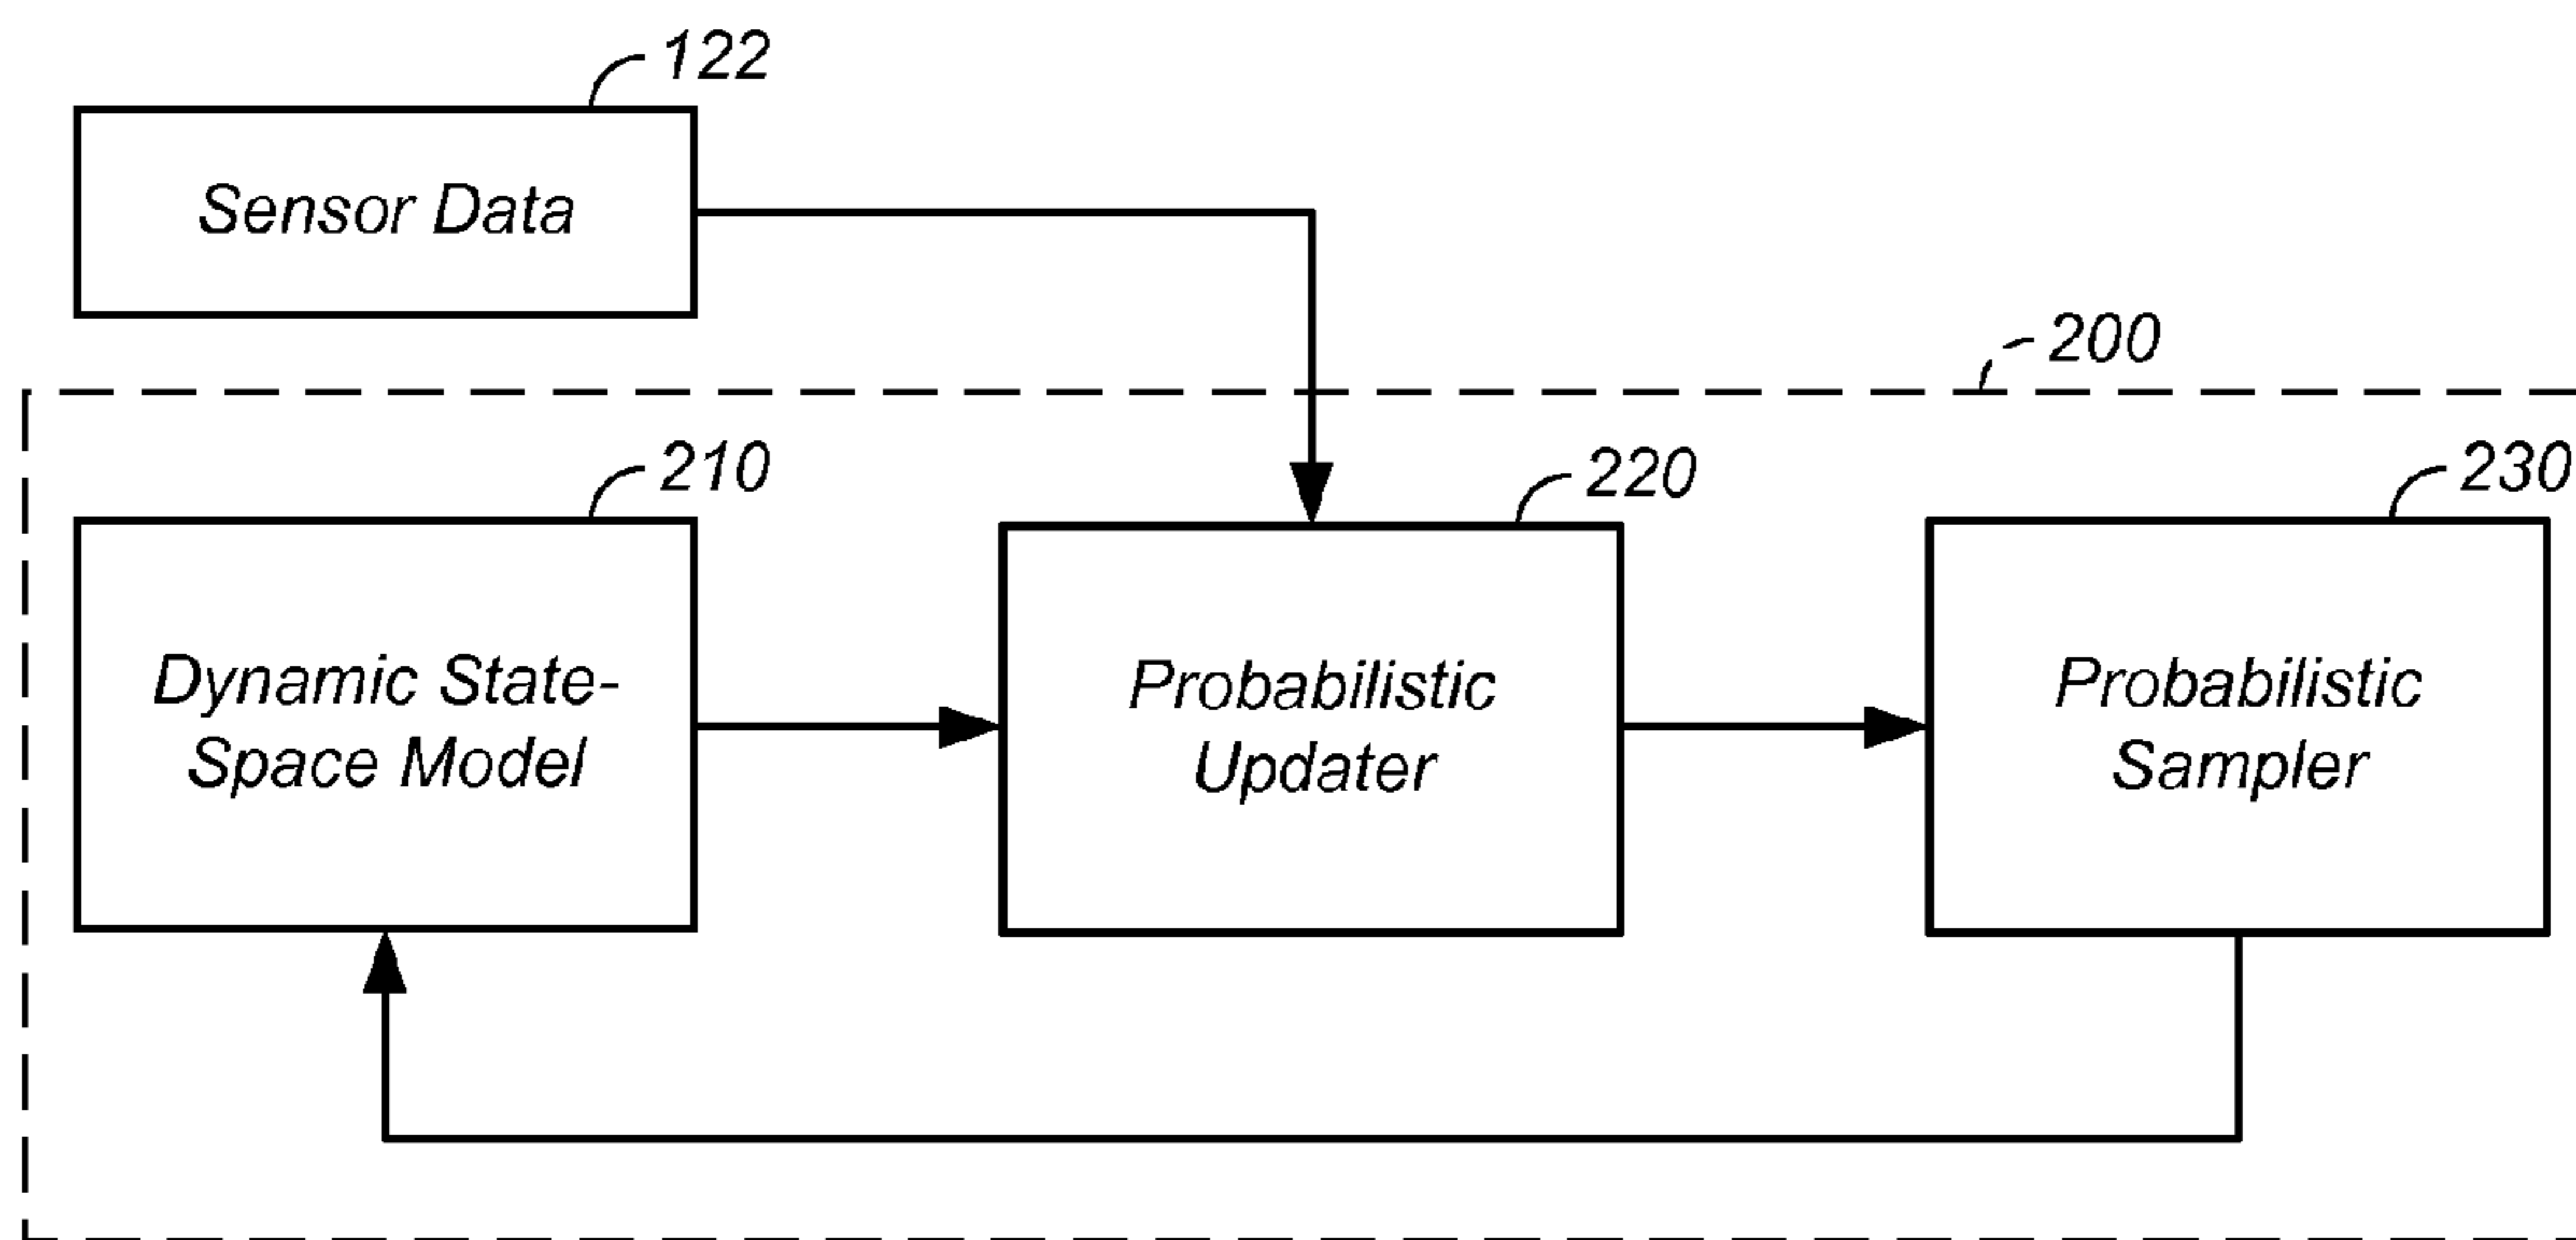 122
Sensor Data
200
210
220
230
Dynamic State-
Space Model
Probabilistic
Updater
Probabilistic
Sampler